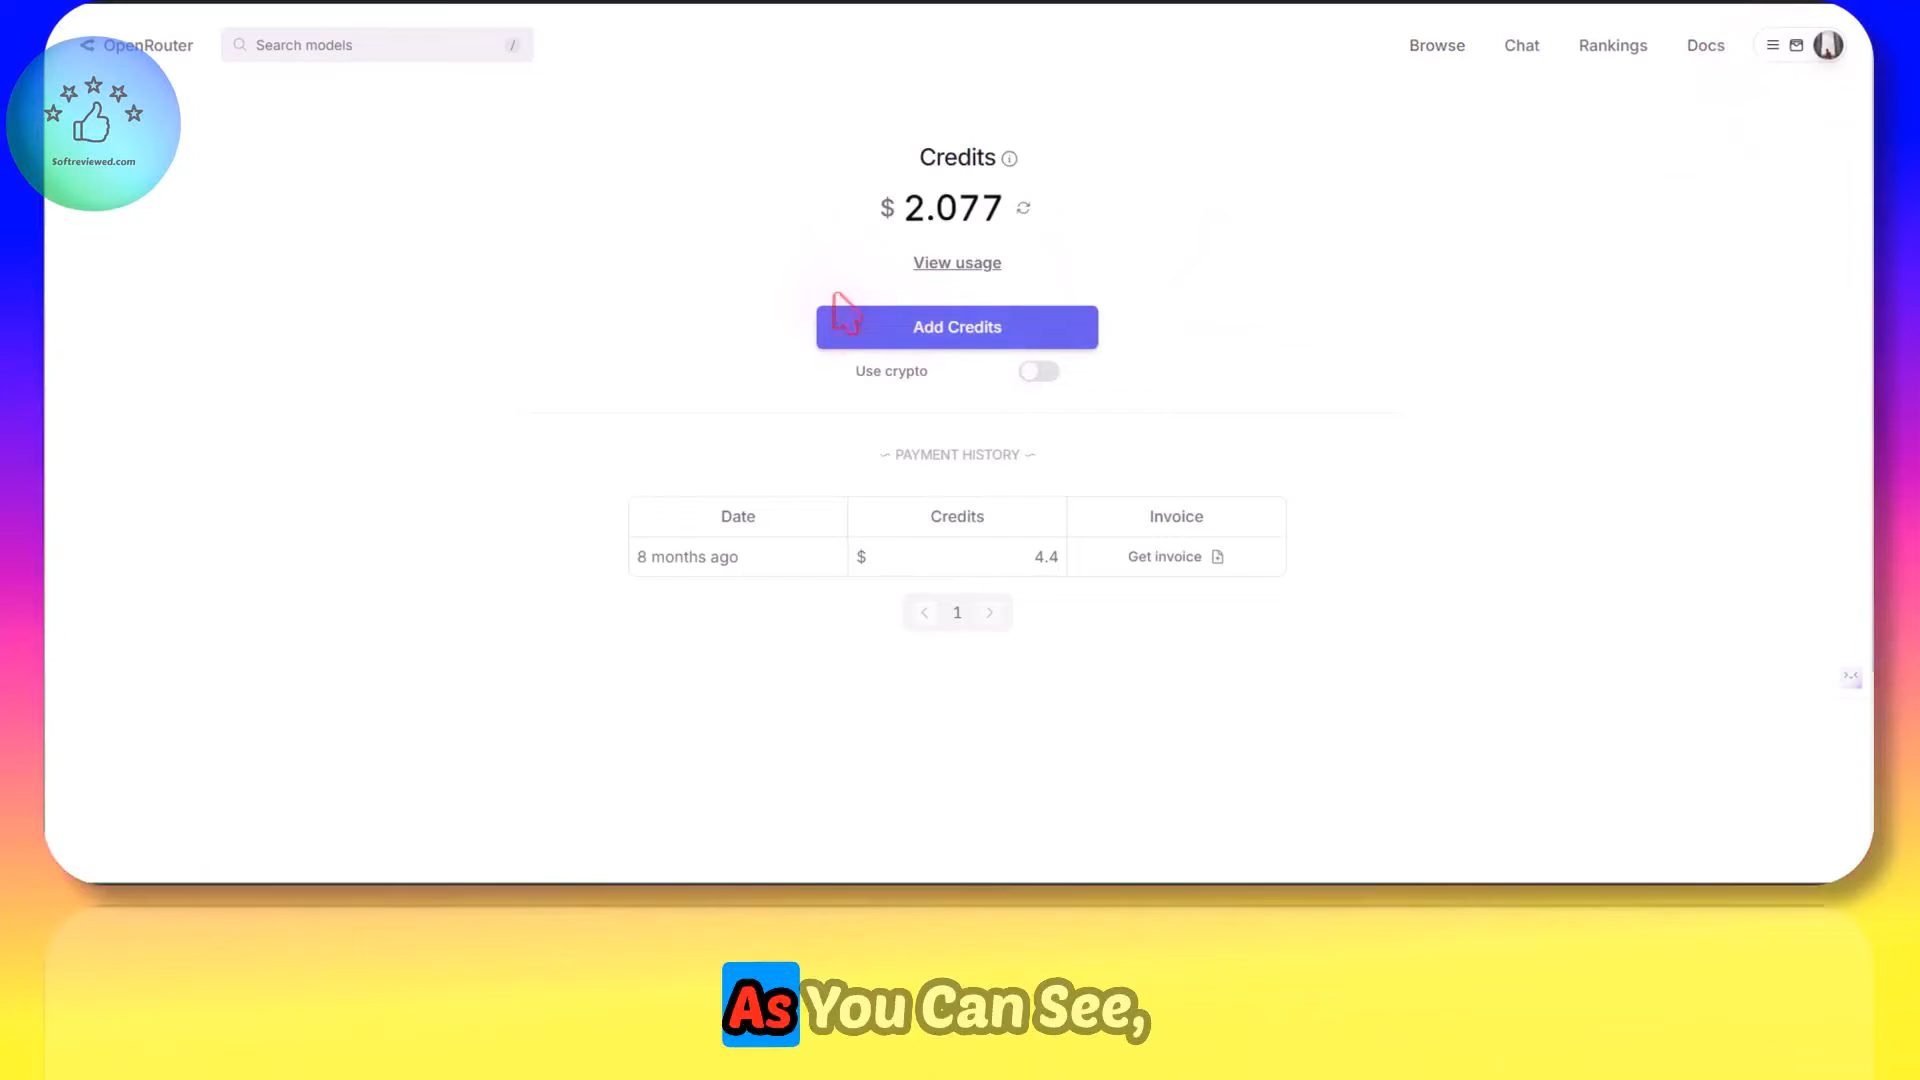 OpenRouter
Search models /
Browse
Chat
Rankings
Docs
Softreviewed.com
Credits
$ 2.077
View usage
Add Credits
Use crypto
PAYMENT HISTORY
Date Credits Invoice
8 months ago $ 4.4 Get invoice
1
As You Can See,